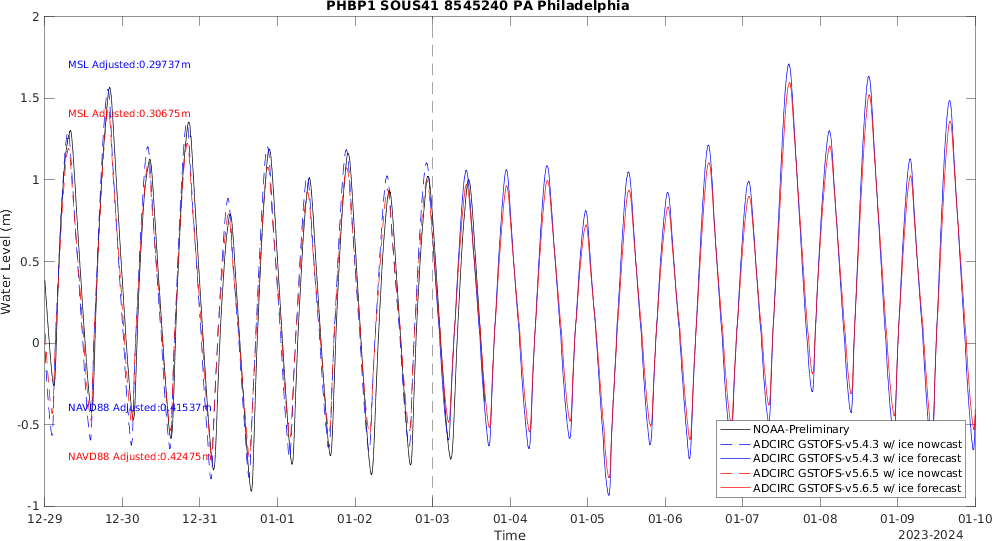 PHBP1 SOUS41 8545240 PA Philadelphia
2
1.5
1
0.5
0
-0.5
-1
Water Level (m)
MSL Adjusted:0.29737m
MSL Adjusted:0.30675m
NAVD88 Adjusted:0.41537m
NAVD88 Adjusted:0.42475m
NOAA-Preliminary
ADCIRC GSTOFS-v5.4.3 w/ ice nowcast
ADCIRC GSTOFS-v5.4.3 w/ ice forecast
ADCIRC GSTOFS-v5.6.5 w/ ice nowcast
ADCIRC GSTOFS-v5.6.5 w/ ice forecast
12-29 12-30 12-31 01-01 01-02 01-03 01-04 01-05 01-06 01-07 01-08 01-09 01-10
Time
2023-2024